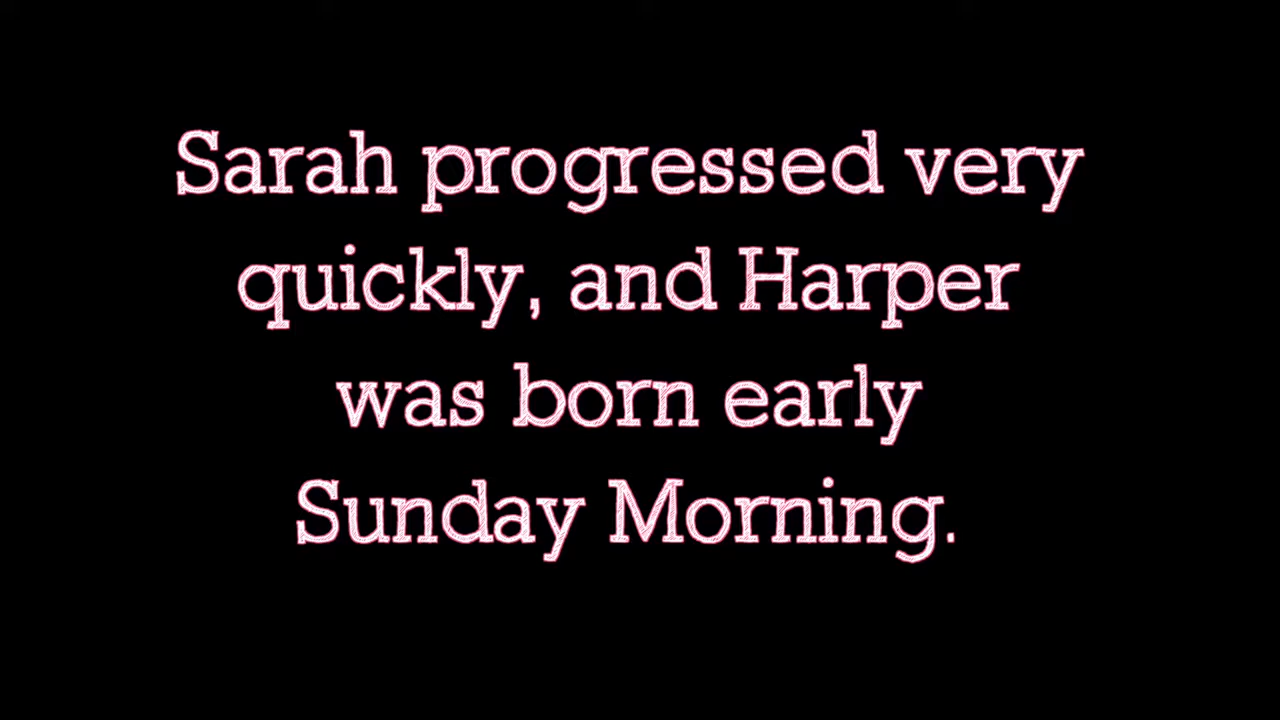 Sarah progressed very
quickly, and Harper
was born early
Sunday Morning.